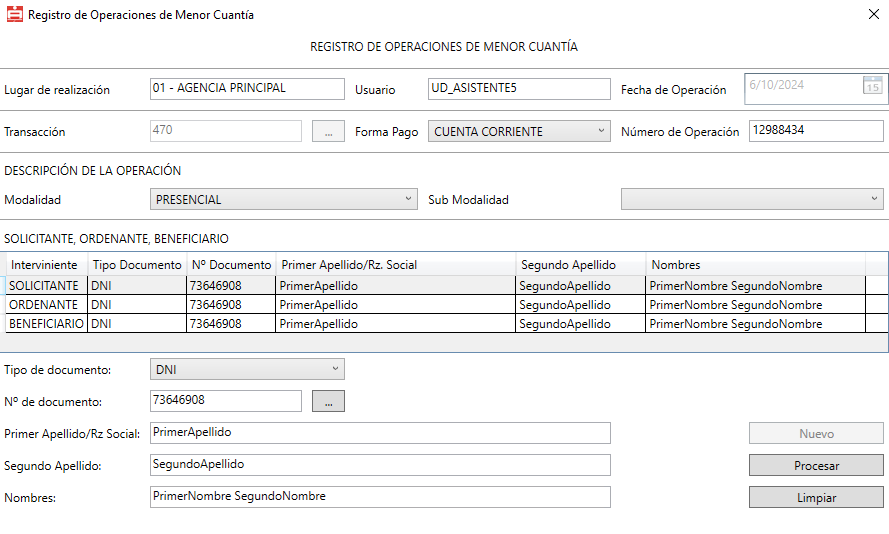 Registro de Operaciones de Menor Cuantía
REGISTRO DE OPERACIONES DE MENOR CUANTÍA
Lugar de realización 01 - AGENCIA PRINCIPAL Usuario UD_ASISTENTE5 Fecha de Operación 6/10/2024 15
Transacción 470 ... Forma Pago CUENTA CORRIENTE Número de Operación 12988434
DESCRIPCIÓN DE LA OPERACIÓN
Modalidad PRESENCIAL Sub Modalidad
SOLICITANTE, ORDENANTE, BENEFICIARIO
Interviniente Tipo Documento Nº Documento Primer Apellido/Rz. Social Segundo Apellido Nombres
SOLICITANTE DNI 73646908 PrimerApellido SegundoApellido PrimerNombre SegundoNombre
ORDENANTE DNI 73646908 PrimerApellido SegundoApellido PrimerNombre SegundoNombre
BENEFICIARIO DNI 73646908 PrimerApellido SegundoApellido PrimerNombre SegundoNombre
Tipo de documento: DNI
Nº de documento: 73646908 ...
Primer Apellido/Rz Social: PrimerApellido Nuevo
Segundo Apellido: SegundoApellido Procesar
Nombres: PrimerNombre SegundoNombre Limpiar